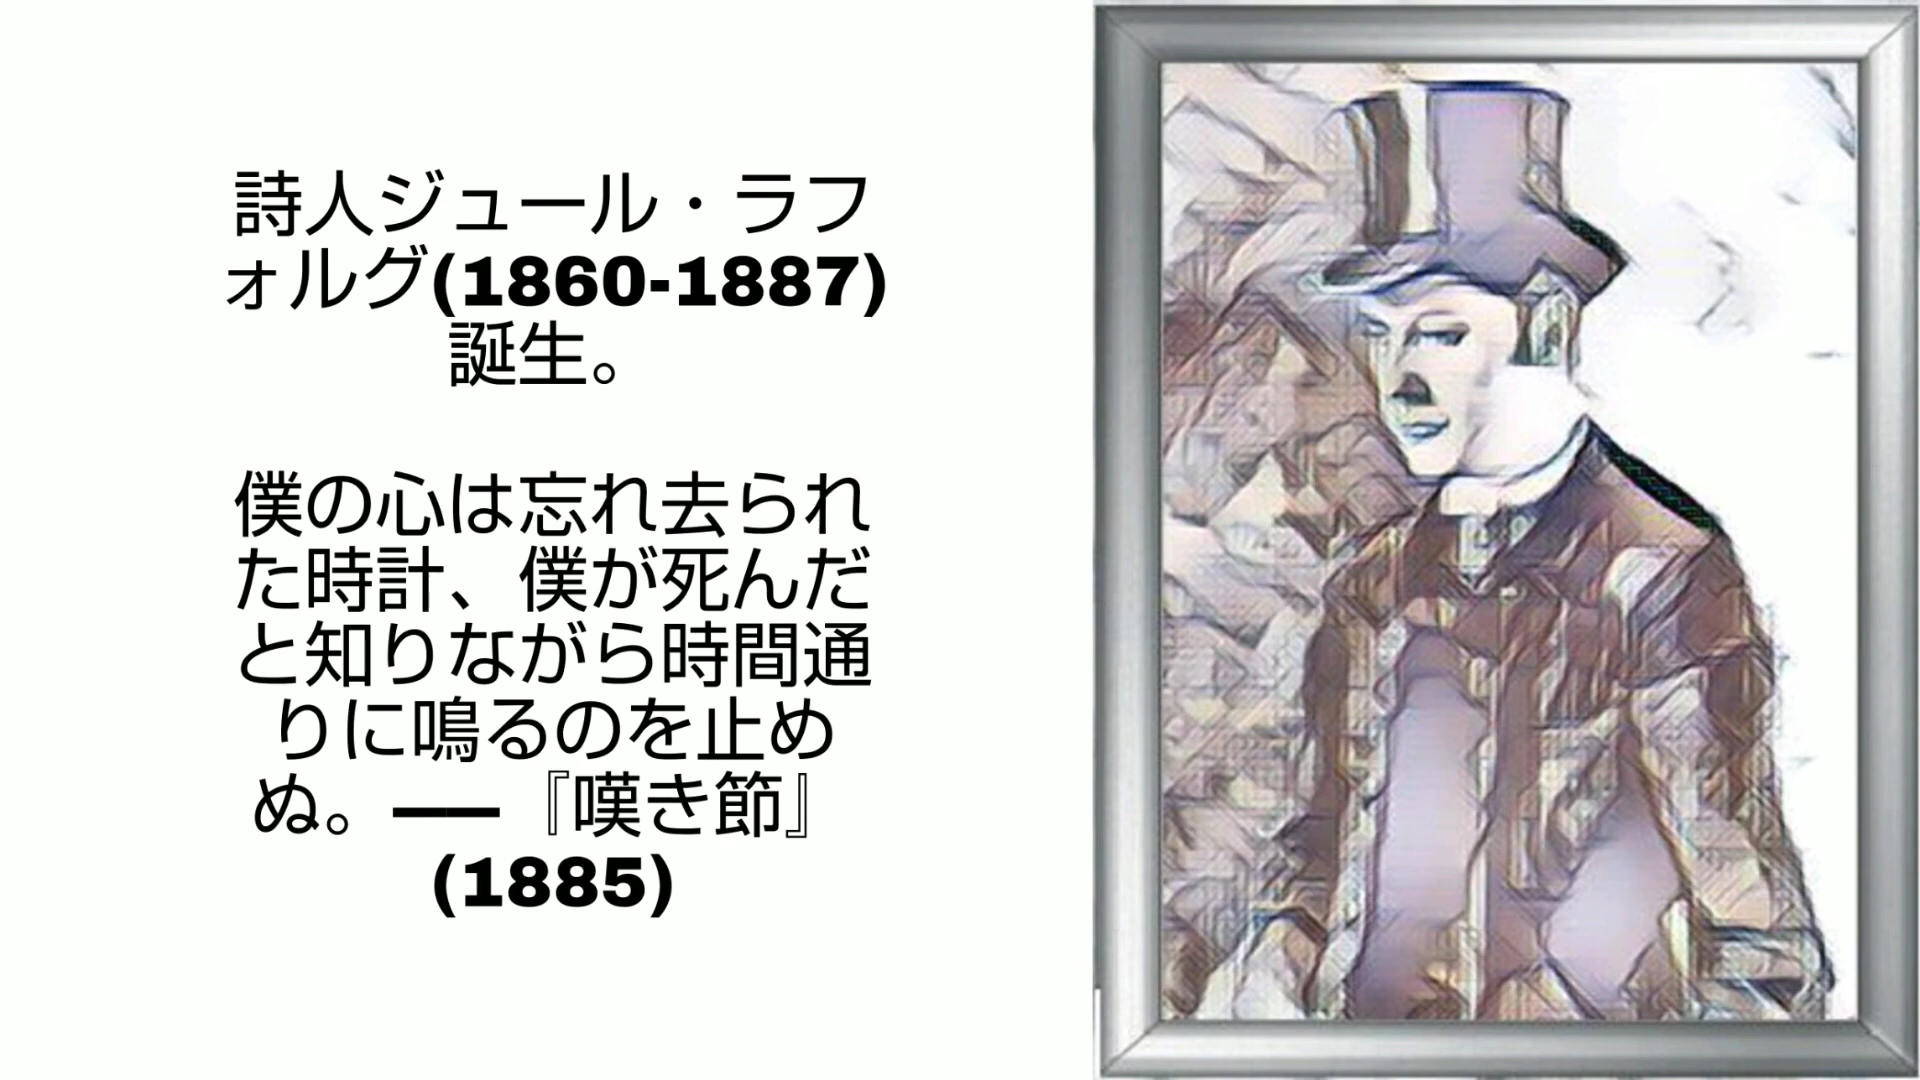 詩人ジュール・ラフ
ォルグ(1860-1887)
誕生。
僕の心は忘れ去られ
た時計、僕が死んだ
と知りながら時間通
りに鳴るのを止め
ぬ。──『嘆き節』
(1885)